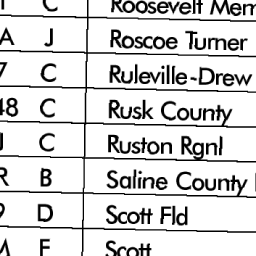 C Roosevelt Mem
A J Roscoe Turner
7 C Ruleville-Drew
48 C Rusk County
J C Ruston Rgnl
R B Saline County
9 D Scott Fld
M F Scott